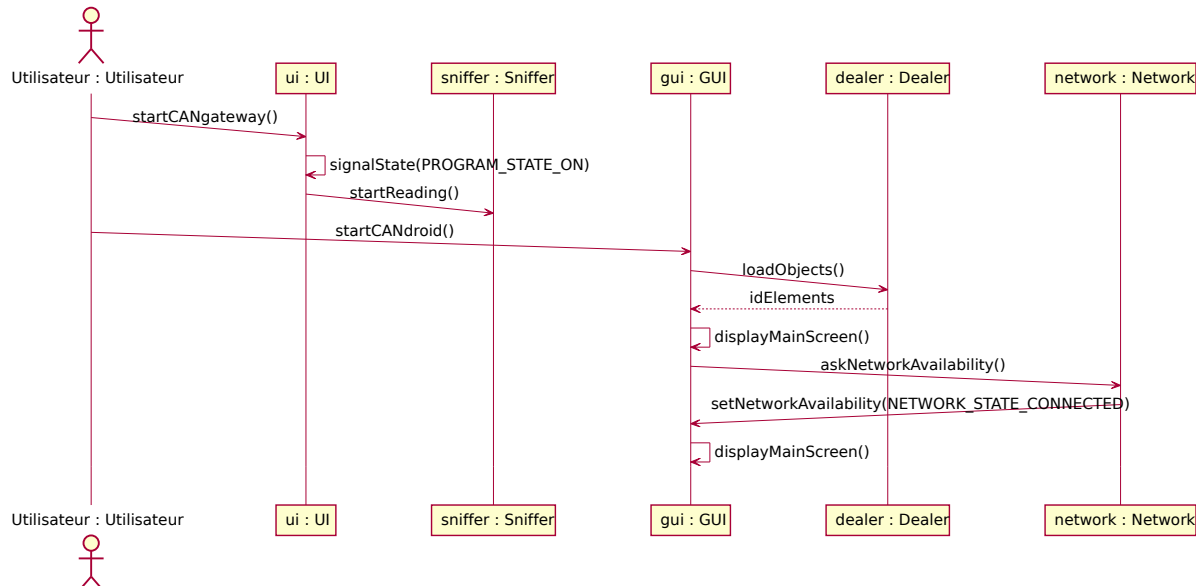 Utilisateur : Utilisateur
ui : UI
sniffer : Sniffer
gui : GUI
dealer : Dealer
network : Network
startCANgateway()
signalState(PROGRAM_STATE_ON)
startReading()
startCANdroid()
loadObjects()
idElements
displayMainScreen()
askNetworkAvailability()
setNetworkAvailability(NETWORK_STATE_CONNECTED)
displayMainScreen()
Utilisateur : Utilisateur
ui : UI
sniffer : Sniffer
gui : GUI
dealer : Dealer
network : Network